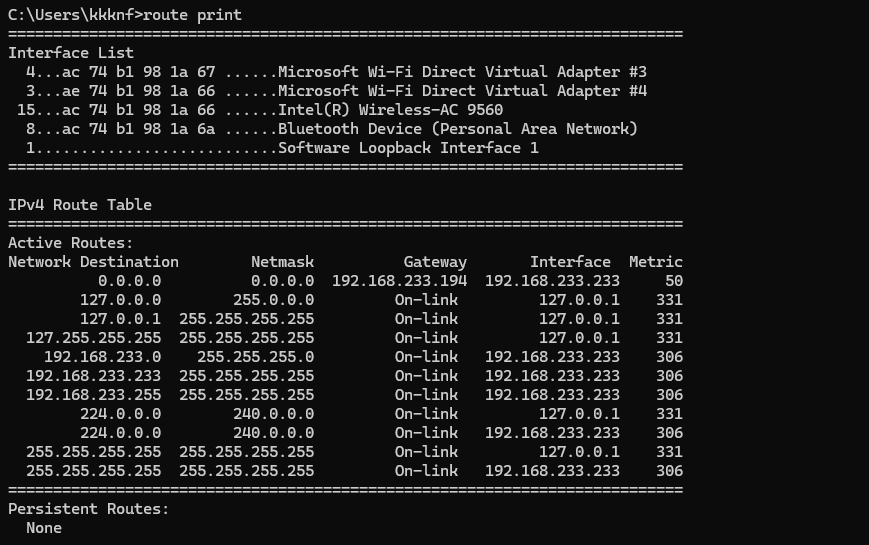 C:\Users\kkknf>route print
===========================================================================
Interface List
  4...ac 74 b1 98 1a 67 ......Microsoft Wi-Fi Direct Virtual Adapter #3
  3...ae 74 b1 98 1a 66 ......Microsoft Wi-Fi Direct Virtual Adapter #4
 15...ac 74 b1 98 1a 66 ......Intel(R) Wireless-AC 9560
  8...ac 74 b1 98 1a 6a ......Bluetooth Device (Personal Area Network)
  1...........................Software Loopback Interface 1
===========================================================================

IPv4 Route Table
===========================================================================
Active Routes:
Network Destination        Netmask          Gateway       Interface  Metric
          0.0.0.0          0.0.0.0  192.168.233.194  192.168.233.233     50
        127.0.0.0        255.0.0.0         On-link         127.0.0.1    331
        127.0.0.1  255.255.255.255         On-link         127.0.0.1    331
  127.255.255.255  255.255.255.255         On-link         127.0.0.1    331
    192.168.233.0    255.255.255.0         On-link   192.168.233.233    306
  192.168.233.233  255.255.255.255         On-link   192.168.233.233    306
  192.168.233.255  255.255.255.255         On-link   192.168.233.233    306
        224.0.0.0        240.0.0.0         On-link         127.0.0.1    331
        224.0.0.0        240.0.0.0         On-link   192.168.233.233    306
  255.255.255.255  255.255.255.255         On-link         127.0.0.1    331
  255.255.255.255  255.255.255.255         On-link   192.168.233.233    306
===========================================================================
Persistent Routes:
  None